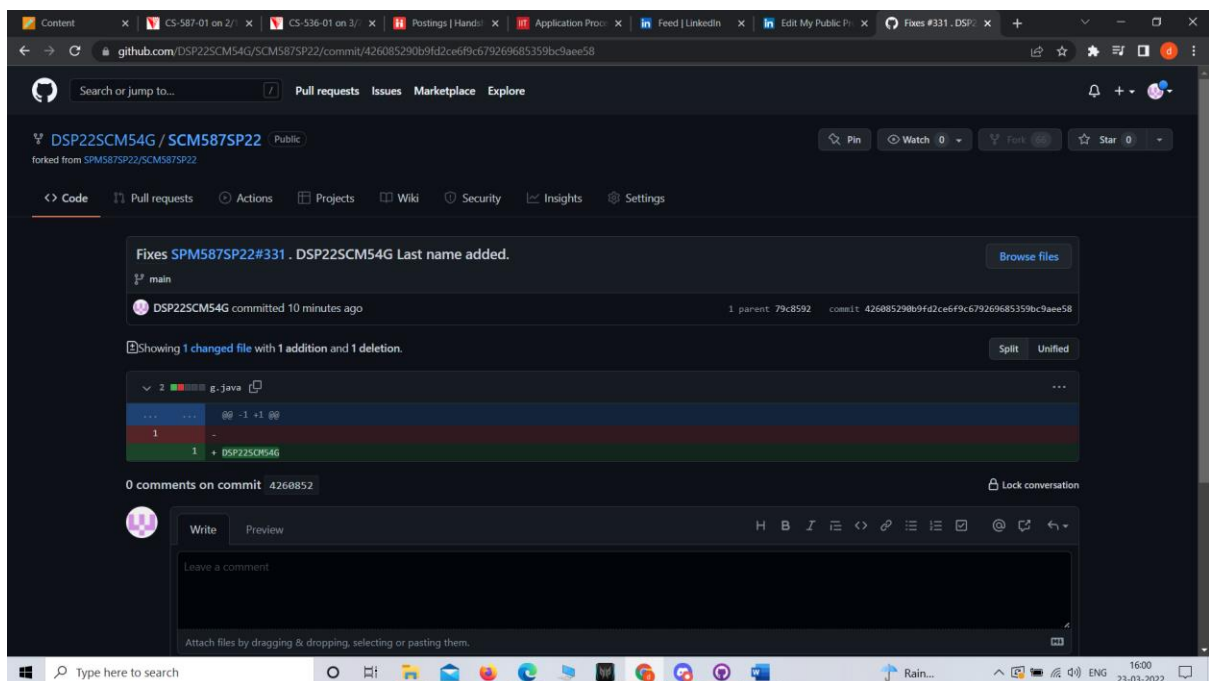 Content CS-587-01 on 2/1 CS-536-01 on 3/2 Postings | Handsh Application Proce Feed | LinkedIn Edit My Public Pr Fixes #331 . DSP2
github.com/DSP22SCM54G/SCM587SP22/commit/426085290b9fd2ce6f9c679269685359bc9aee58
Search or jump to... / Pull requests Issues Marketplace Explore
DSP22SCM54G / SCM587SP22 Public Pin Watch 0 Fork 66 Star 0
forked from SPM587SP22/SCM587SP22
Code Pull requests Actions Projects Wiki Security Insights Settings
Fixes SPM587SP22#331 . DSP22SCM54G Last name added. Browse files
main
DSP22SCM54G committed 10 minutes ago 1 parent 79c8592 commit 426085290b9fd2ce6f9c679269685359bc9aee58
Showing 1 changed file with 1 addition and 1 deletion. Split Unified
2 g.java ...
... ... @@ -1 +1 @@
1 -
1 + DSP22SCM54G
0 comments on commit 4260852 Lock conversation
Write Preview H B I
Leave a comment
Attach files by dragging & dropping, selecting or pasting them.
Type here to search Rain... ENG 16:00
23-03-2022